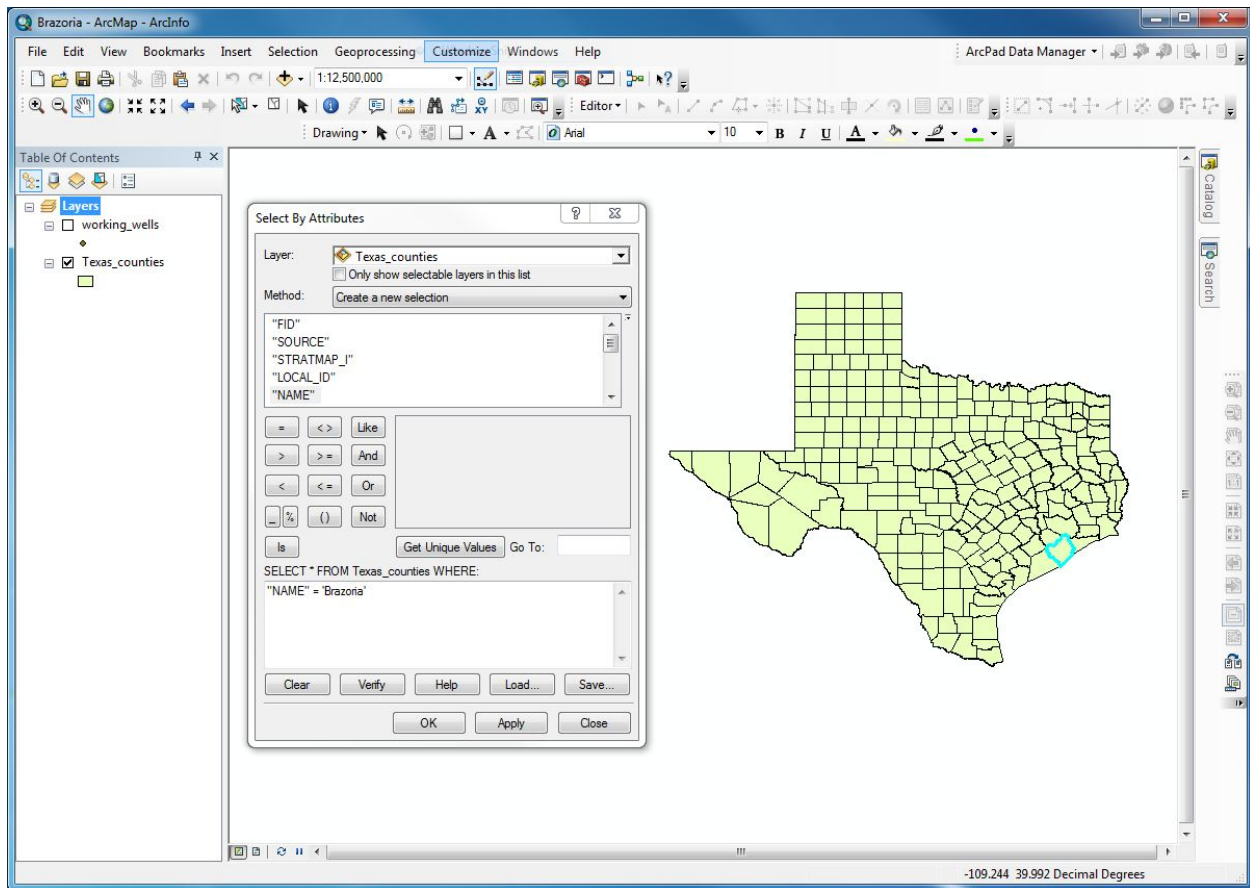 Brazoria - ArcMap - ArcInfo
File Edit View Bookmarks Insert Selection Geoprocessing Customize Windows Help
ArcPad Data Manager
1:12,500,000
Editor
Drawing
A
Arial
10
B I U A
Table Of Contents
Layers
working_wells
Texas_counties
Select By Attributes
Layer: Texas_counties
Only show selectable layers in this list
Method: Create a new selection
"FID"
"SOURCE"
"STRATMAP_I"
"LOCAL_ID"
"NAME"
= < > Like
> > = And
< < = Or
_ % () Not
Is Get Unique Values Go To:
SELECT * FROM Texas_counties WHERE:
"NAME" = 'Brazoria'
Clear Verify Help Load... Save...
OK Apply Close
Catalog
Search
1:1
-109.244 39.992 Decimal Degrees